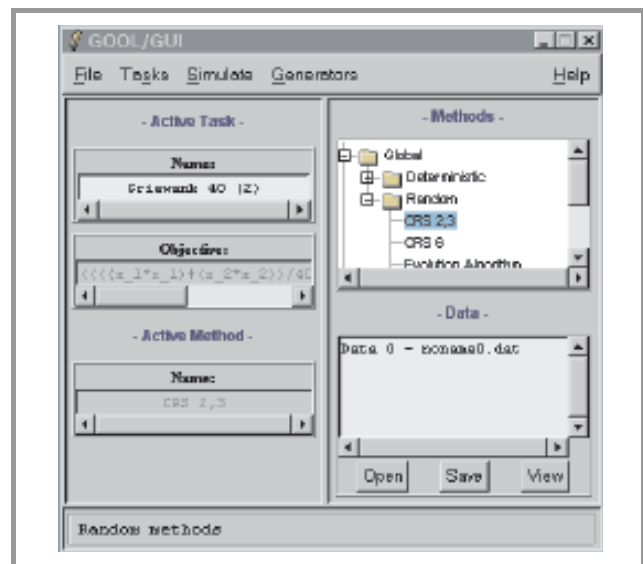 GOOL/GUI
File Tasks Simulate Generators Help
- Active Task -
Name:
Griewank 40 (2)
Objective:
((((x_1*x_1)+(x_2*x_2))/40
- Active Method -
Name:
CRS 2,3
- Methods -
Global
Deterministic
Random
CRS 2,3
CRS 6
Evolution Algorithm
- Data -
Data 0 - noname0.dat
Open Save View
Random methods